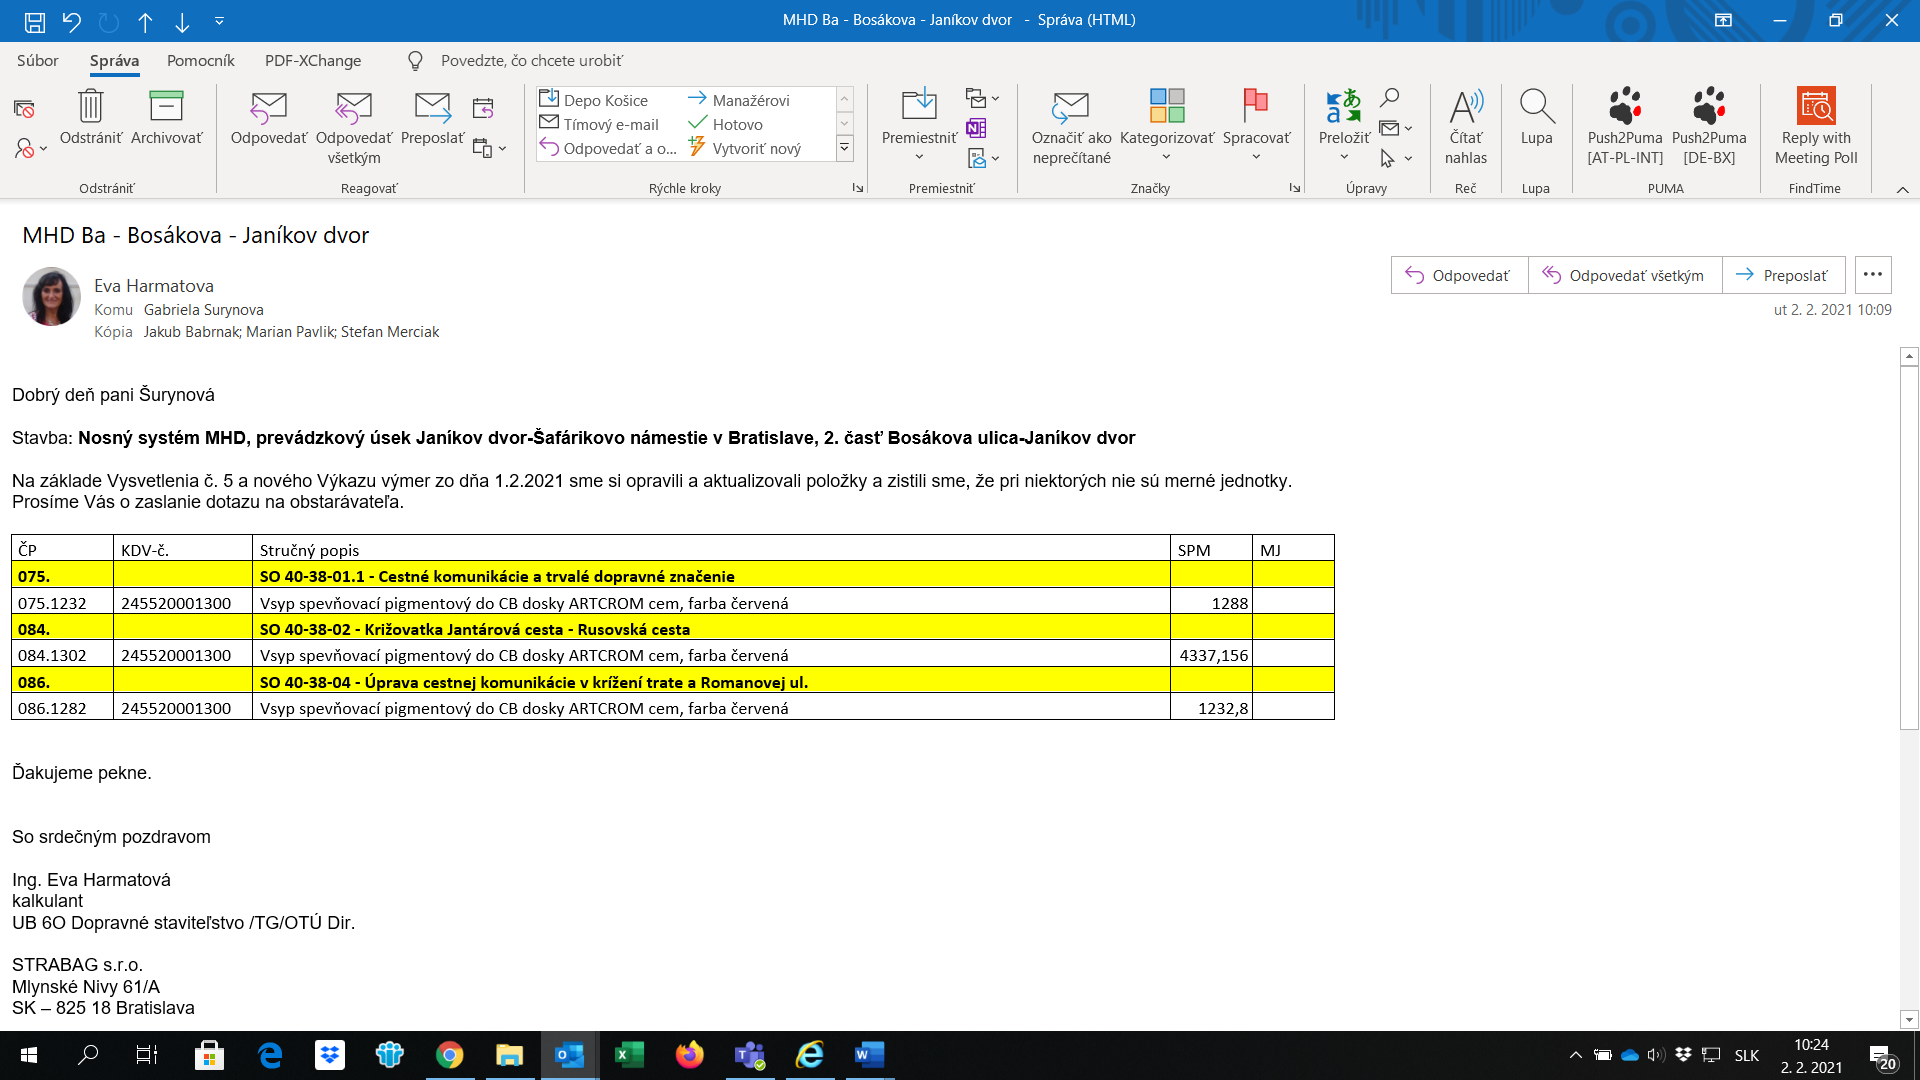 MHD Ba - Bosákova - Janíkov dvor - Správa (HTML)
Súbor Správa Pomocník PDF-XChange Povedzte, čo chcete urobiť
Odstrániť Archivovať
Odstrániť
Odpovedať Odpovedať všetkým Preposlať
Reagovať
Depo Košice Manažérovi
Tímový e-mail Hotovo
Odpovedať a o... Vytvoriť nový
Rýchle kroky
Premiestniť
Premiestniť
Označiť ako neprečítané Kategorizovať Spracovať
Značky
Preložiť
Úpravy
Čítať nahlas
Reč
Lupa
Lupa
Push2Puma [AT-PL-INT] Push2Puma [DE-BX]
PUMA
Reply with Meeting Poll
FindTime
MHD Ba - Bosákova - Janíkov dvor
Eva Harmatova
Komu Gabriela Surynova
Kópia Jakub Babrnak; Marian Pavlik; Stefan Merciak
Odpovedať Odpovedať všetkým Preposlať
ut 2. 2. 2021 10:09
Dobrý deň pani Šurynová
Stavba: Nosný systém MHD, prevádzkový úsek Janíkov dvor-Šafárikovo námestie v Bratislave, 2. časť Bosákova ulica-Janíkov dvor
Na základe Vysvetlenia č. 5 a nového Výkazu výmer zo dňa 1.2.2021 sme si opravili a aktualizovali položky a zistili sme, že pri niektorých nie sú merné jednotky.
Prosíme Vás o zaslanie dotazu na obstarávateľa.
ČP KDV-č. Stručný popis SPM MJ
075. SO 40-38-01.1 - Cestné komunikácie a trvalé dopravné značenie
075.1232 245520001300 Vsyp spevňovací pigmentový do CB dosky ARTCROM cem, farba červená 1288
084. SO 40-38-02 - Križovatka Jantárová cesta - Rusovská cesta
084.1302 245520001300 Vsyp spevňovací pigmentový do CB dosky ARTCROM cem, farba červená 4337,156
086. SO 40-38-04 - Úprava cestnej komunikácie v krížení trate a Romanovej ul.
086.1282 245520001300 Vsyp spevňovací pigmentový do CB dosky ARTCROM cem, farba červená 1232,8
Ďakujeme pekne.
So srdečným pozdravom
Ing. Eva Harmatová
kalkulant
UB 6O Dopravné staviteľstvo /TG/OTÚ Dir.
STRABAG s.r.o.
Mlynské Nivy 61/A
SK – 825 18 Bratislava
SLK
10:24
2. 2. 2021
20